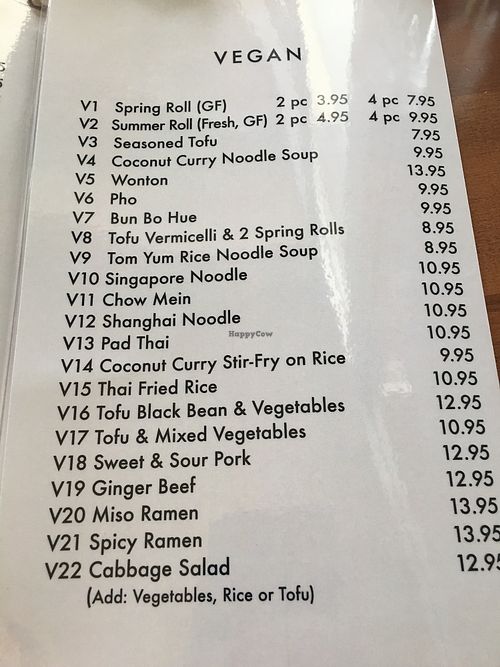 VEGAN
V1 Spring Roll (GF) 2 pc 3.95 4 pc 7.95
V2 Summer Roll (Fresh, GF) 2 pc 4.95 4 pc 9.95
V3 Seasoned Tofu 7.95
V4 Coconut Curry Noodle Soup 9.95
V5 Wonton 13.95
V6 Pho 9.95
V7 Bun Bo Hue 9.95
V8 Tofu Vermicelli & 2 Spring Rolls 8.95
V9 Tom Yum Rice Noodle Soup 8.95
V10 Singapore Noodle 10.95
V11 Chow Mein 10.95
V12 Shanghai Noodle 10.95
HappyCow
V13 Pad Thai 10.95
V14 Coconut Curry Stir-Fry on Rice 9.95
V15 Thai Fried Rice 10.95
V16 Tofu Black Bean & Vegetables 12.95
V17 Tofu & Mixed Vegetables 10.95
V18 Sweet & Sour Pork 12.95
V19 Ginger Beef 12.95
V20 Miso Ramen 13.95
V21 Spicy Ramen 13.95
V22 Cabbage Salad 12.95
(Add: Vegetables, Rice or Tofu)